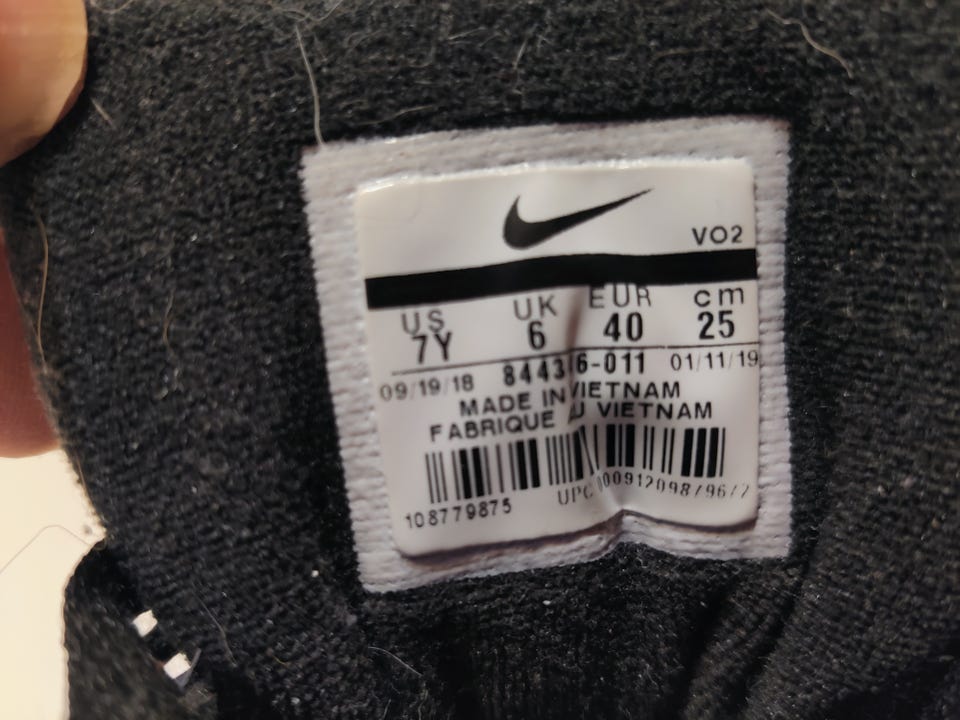 VO2
US UK EUR cm
7Y 6 40 25
09/19/18 01/11/19
MADE IN VIETNAM
FABRIQUE VIETNAM
108779875 UPC